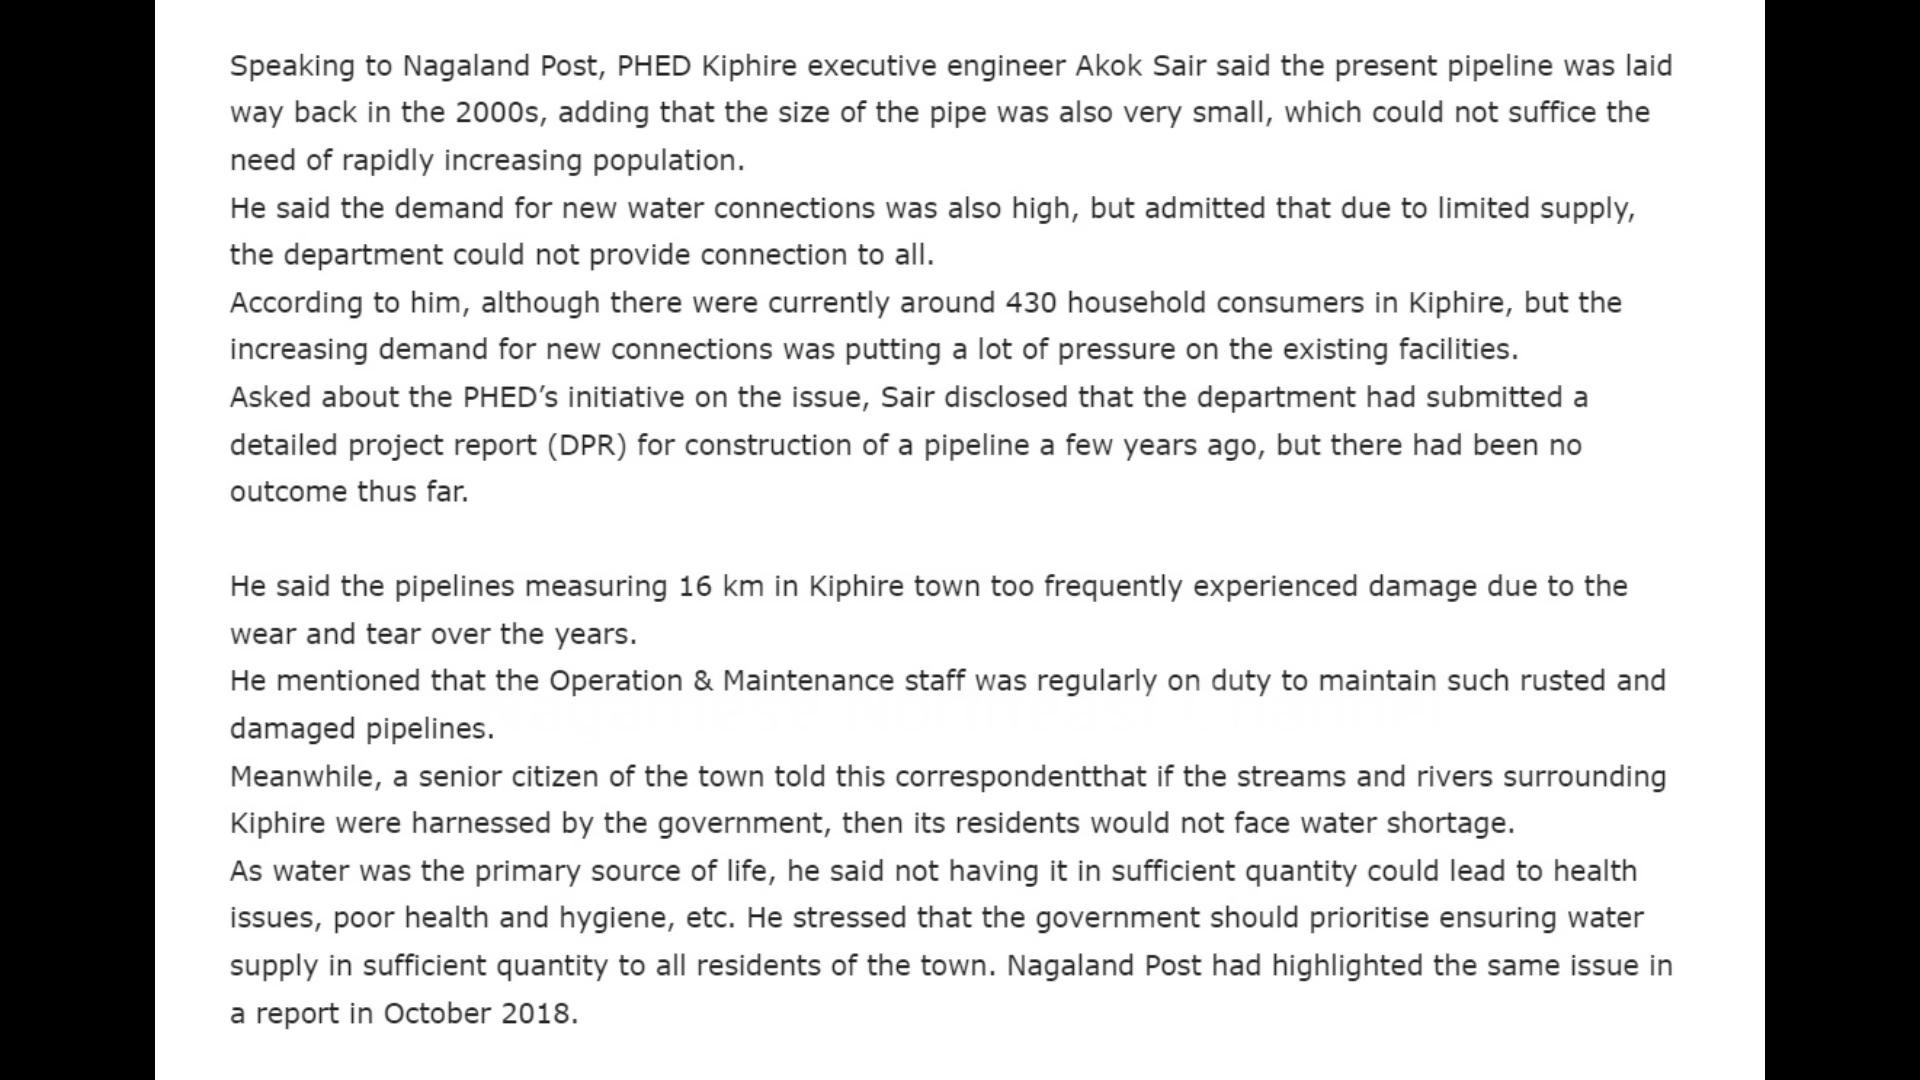 Speaking to Nagaland Post, PHED Kiphire executive engineer Akok Sair said the present pipeline was laid
way back in the 2000s, adding that the size of the pipe was also very small, which could not suffice the
need of rapidly increasing population.
He said the demand for new water connections was also high, but admitted that due to limited supply,
the department could not provide connection to all.
According to him, although there were currently around 430 household consumers in Kiphire, but the
increasing demand for new connections was putting a lot of pressure on the existing facilities.
Asked about the PHED’s initiative on the issue, Sair disclosed that the department had submitted a
detailed project report (DPR) for construction of a pipeline a few years ago, but there had been no
outcome thus far.
He said the pipelines measuring 16 km in Kiphire town too frequently experienced damage due to the
wear and tear over the years.
He mentioned that the Operation & Maintenance staff was regularly on duty to maintain such rusted and
damaged pipelines.
Meanwhile, a senior citizen of the town told this correspondentthat if the streams and rivers surrounding
Kiphire were harnessed by the government, then its residents would not face water shortage.
As water was the primary source of life, he said not having it in sufficient quantity could lead to health
issues, poor health and hygiene, etc. He stressed that the government should prioritise ensuring water
supply in sufficient quantity to all residents of the town. Nagaland Post had highlighted the same issue in
a report in October 2018.